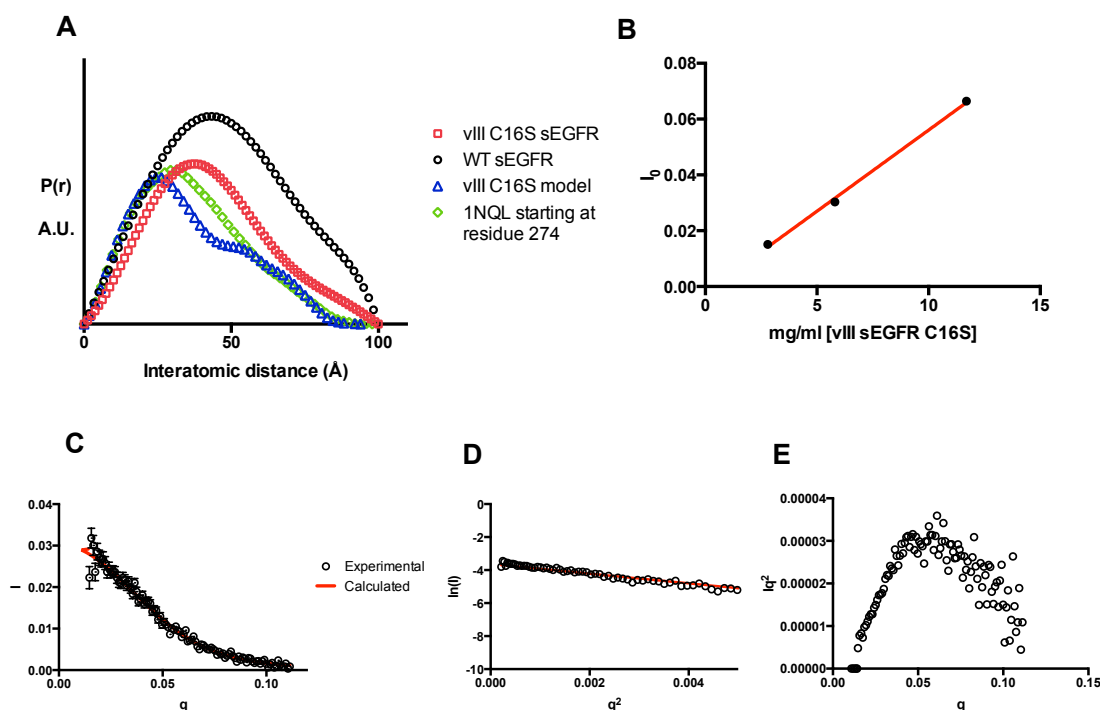 A
P(r)
A.U.
0
50
100
Interatomic distance (Å)
vIII C16S sEGFR
WT sEGFR
vIII C16S model
1NQL starting at
residue 274
B
0.08
0.06
0.04
0.02
0.00
I0
0
5
10
15
mg/ml [vIII sEGFR C16S]
C
0.04
0.03
0.02
0.01
0.00
I
0.00
0.05
0.10
q
Experimental
Calculated
D
0
-2
-4
-6
-8
-10
ln(I)
0.000
0.002
0.004
q²
E
0.00004
0.00003
0.00002
0.00001
0.00000
Iq²
0.00
0.05
0.10
0.15
q